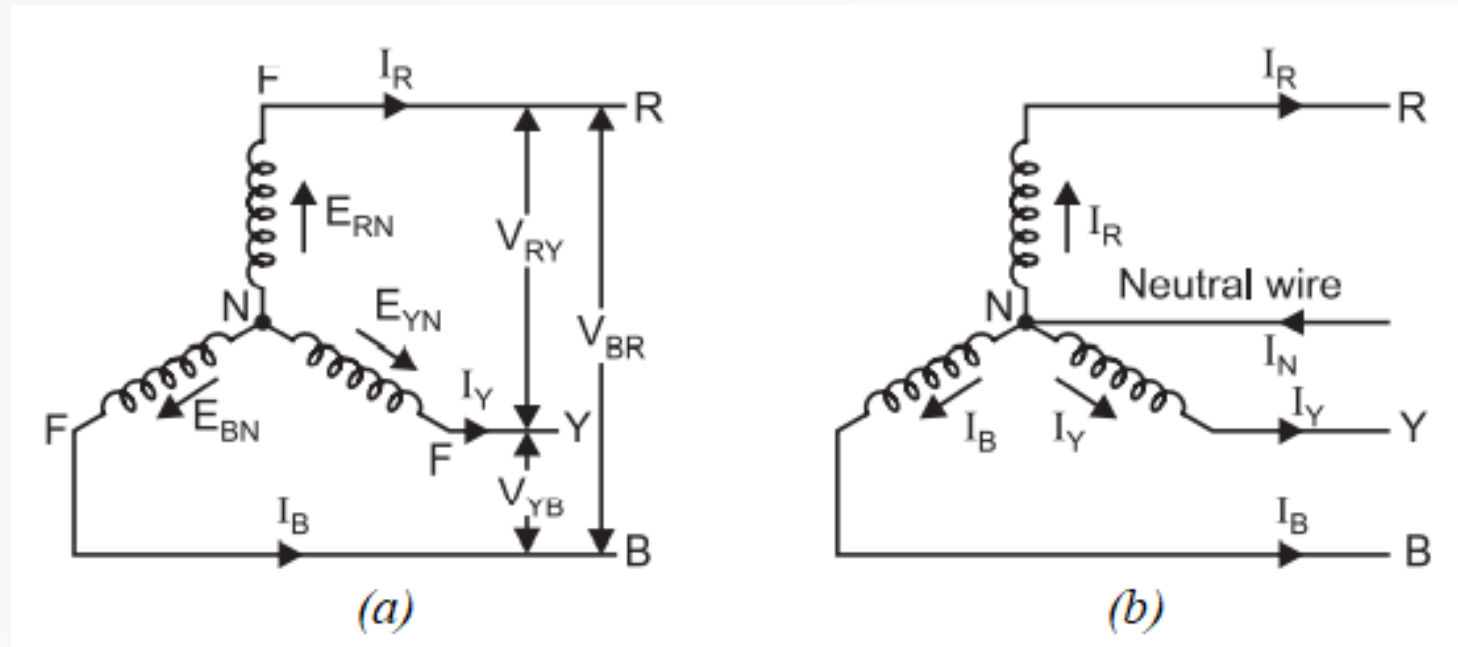 F
I_R
R
E_RN
V_RY
N
E_YN
V_BR
F
E_BN
I_Y
Y
F
V_YB
I_B
B
(a)
I_R
R
I_R
Neutral wire
N
I_N
I_B
I_Y
I_Y
Y
I_B
B
(b)